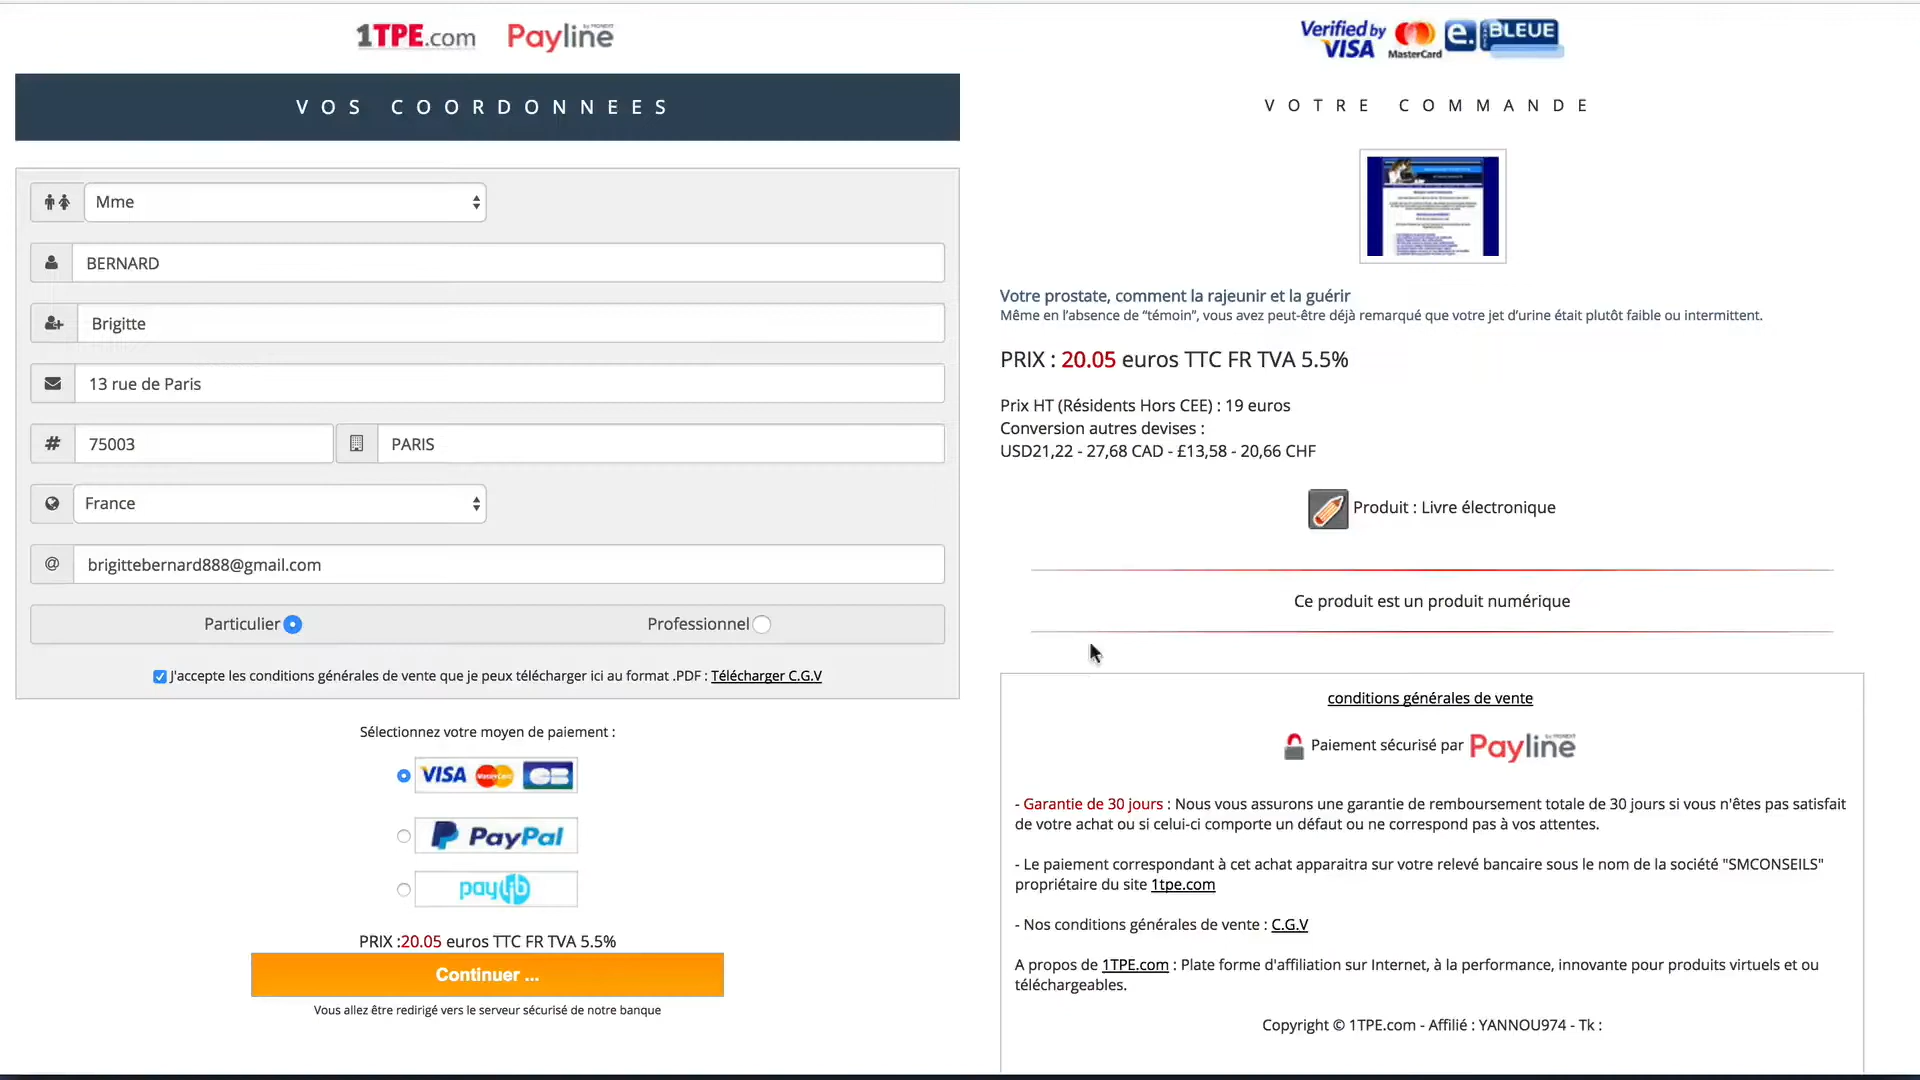 1TPE.com
Payline
by MONEXT
Verified by VISA
MasterCard
e. BLEUE
VOS COORDONNEES
Mme
BERNARD
Brigitte
13 rue de Paris
# 75003
PARIS
France
@ brigittebernard888@gmail.com
Particulier
Professionnel
J'accepte les conditions générales de vente que je peux télécharger ici au format .PDF : Télécharger C.G.V
Sélectionnez votre moyen de paiement :
VISA MasterCard CB
PayPal
paylib
PRIX :20.05 euros TTC FR TVA 5.5%
Continuer ...
Vous allez être redirigé vers le serveur sécurisé de notre banque
VOTRE COMMANDE
Votre prostate, comment la rajeunir et la guérir
Même en l’absence de “témoin”, vous avez peut-être déjà remarqué que votre jet d’urine était plutôt faible ou intermittent.
PRIX : 20.05 euros TTC FR TVA 5.5%
Prix HT (Résidents Hors CEE) : 19 euros
Conversion autres devises :
USD21,22 - 27,68 CAD - £13,58 - 20,66 CHF
Produit : Livre électronique
Ce produit est un produit numérique
conditions générales de vente
Paiement sécurisé par Payline
by MONEXT
- Garantie de 30 jours : Nous vous assurons une garantie de remboursement totale de 30 jours si vous n'êtes pas satisfait
de votre achat ou si celui-ci comporte un défaut ou ne correspond pas à vos attentes.
- Le paiement correspondant à cet achat apparaitra sur votre relevé bancaire sous le nom de la société "SMCONSEILS"
propriétaire du site 1tpe.com
- Nos conditions générales de vente : C.G.V
A propos de 1TPE.com : Plate forme d'affiliation sur Internet, à la performance, innovante pour produits virtuels et ou
téléchargeables.
Copyright © 1TPE.com - Affilié : YANNOU974 - Tk :